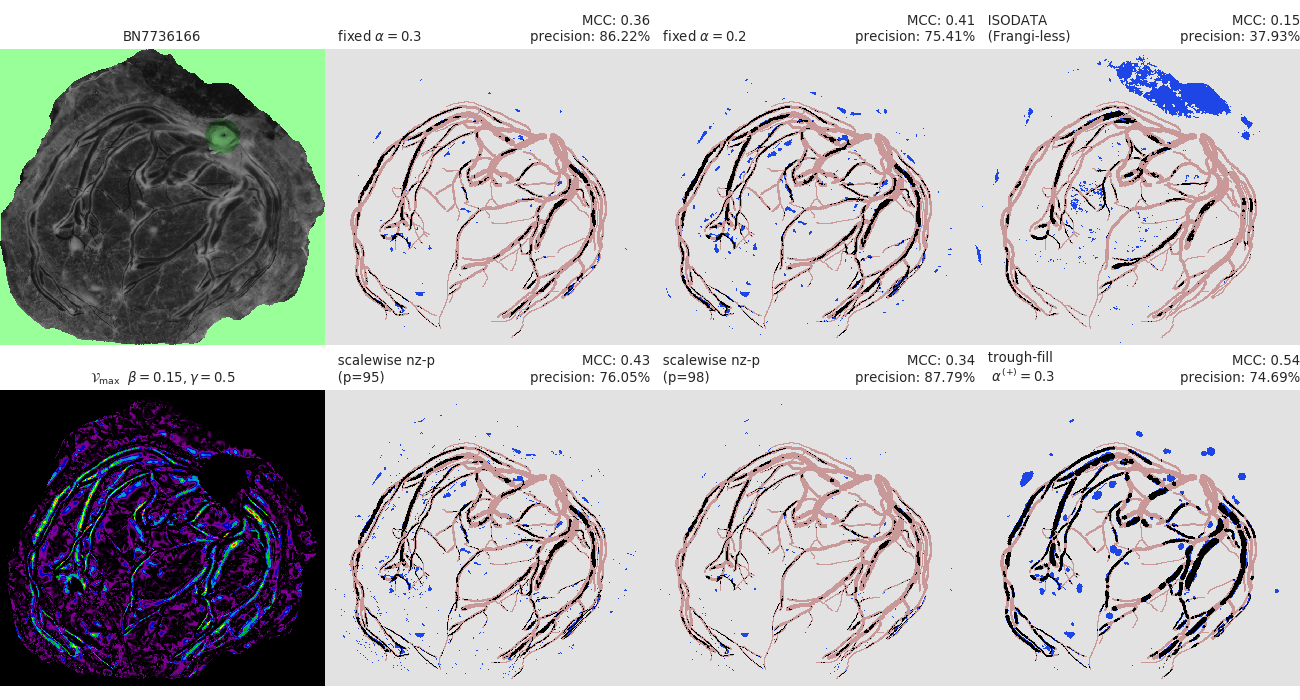 BN7736166
fixed α = 0.3
MCC: 0.36
precision: 86.22%
fixed α = 0.2
MCC: 0.41
precision: 75.41%
ISODATA
(Frangi-less)
MCC: 0.15
precision: 37.93%
𝒱max β = 0.15, γ = 0.5
scalewise nz-p
(p=95)
MCC: 0.43
precision: 76.05%
scalewise nz-p
(p=98)
MCC: 0.34
precision: 87.79%
trough-fill
α(+) = 0.3
MCC: 0.54
precision: 74.69%